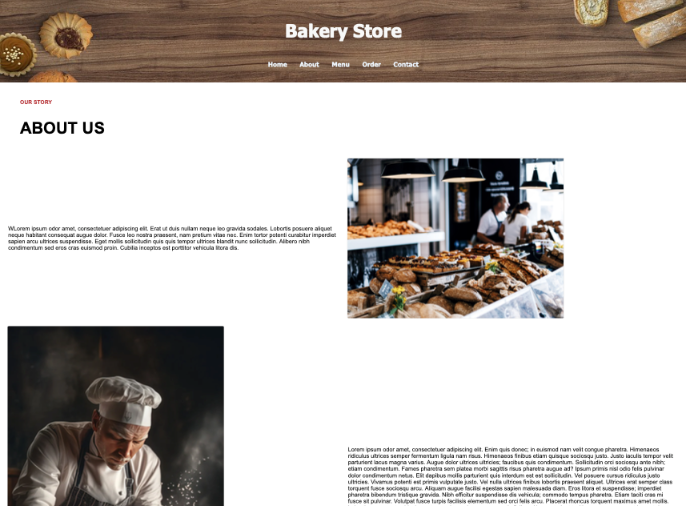 Bakery Store
Home About Menu Order Contact
OUR STORY
ABOUT US
WLorem ipsum odor amet, consectetuer adipiscing elit. Erat ut duis nullam neque leo gravida sodales. Lobortis posuere aliquet
neque habitant consequat augue dolor. Fusce leo nostra praesent, nam pretium vitae nec. Enim tortor potenti curabitur imperdiet
sapien arcu ultrices suspendisse. Eget mollis sollicitudin quis quis tempor ultrices blandit nunc sollicitudin. Alibero nibh
condimentum sed eros cras euismod proin. Cubilia inceptos est porttitor vehicula litora dis.
Lorem ipsum odor amet, consectetuer adipiscing elit. Enim quis donec; in euismod nam velit congue pharetra. Himenaeos
ridiculus ultrices semper fermentum ligula nam risus. Himenaeos finibus etiam quisque sociosqu justo. Justo iaculis tempor velit
parturient lacus magna varius. Augue dolor ultrices; faucibus quis condimentum. Sollicitudin orci sociosqu ante nibh;
etiam condimentum. Fames pharetra sem platea morbi sagittis risus pharetra augue ad? Ipsum primis nisl odio felis pulvinar
dolor condimentum netus. Elit dapibus mollis parturient quis interdum est est sollicitudin. Vel posuere cursus ridiculus justo
ultricies. Vivamus potenti est primis vulputate justo. Vel nulla ultrices finibus lobortis praesent aliquet. Ultrices erat semper class
torquent fusce sociosqu arcu. Aliquam augue facilisi egestas sapien malesuada diam. Eros litora et suspendisse; imperdiet
pharetra bibendum tristique gravida. Nibh efficitur suspendisse dis vehicula; commodo tempus pharetra. Etiam taciti cras mi
fusce sit pulvinar. Volutpat fusce turpis facilisis elementum sed orci felis arcu. Placerat rhoncus torquent maximus amet mollis.